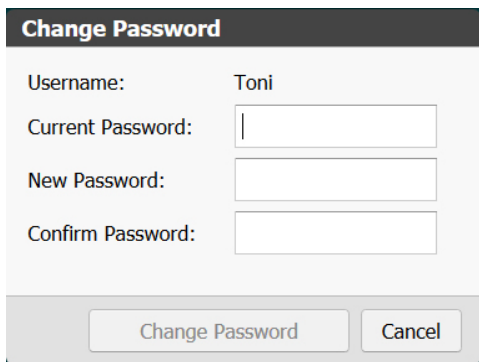 Change Password
Username: Toni
Current Password:
New Password:
Confirm Password:
Change Password Cancel